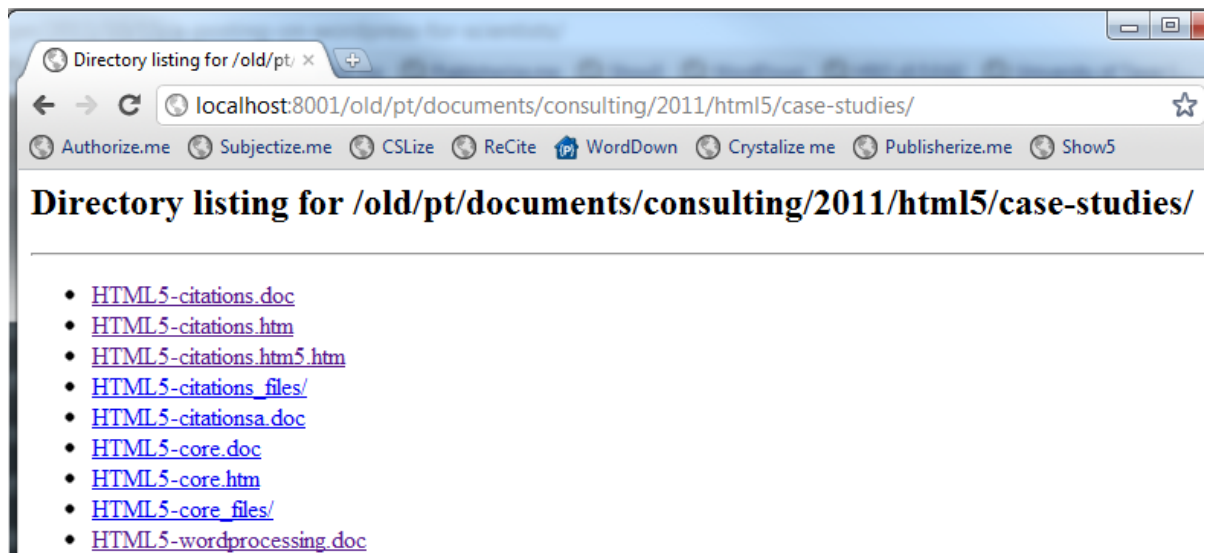 Directory listing for /old/pt/
localhost:8001/old/pt/documents/consulting/2011/html5/case-studies/
Authorize.me Subjectize.me CSLize ReCite WordDown Crystalize me Publisherize.me Show5
Directory listing for /old/pt/documents/consulting/2011/html5/case-studies/
HTML5-citations.doc
HTML5-citations.htm
HTML5-citations.htm5.htm
HTML5-citations_files/
HTML5-citationsa.doc
HTML5-core.doc
HTML5-core.htm
HTML5-core_files/
HTML5-wordprocessing.doc